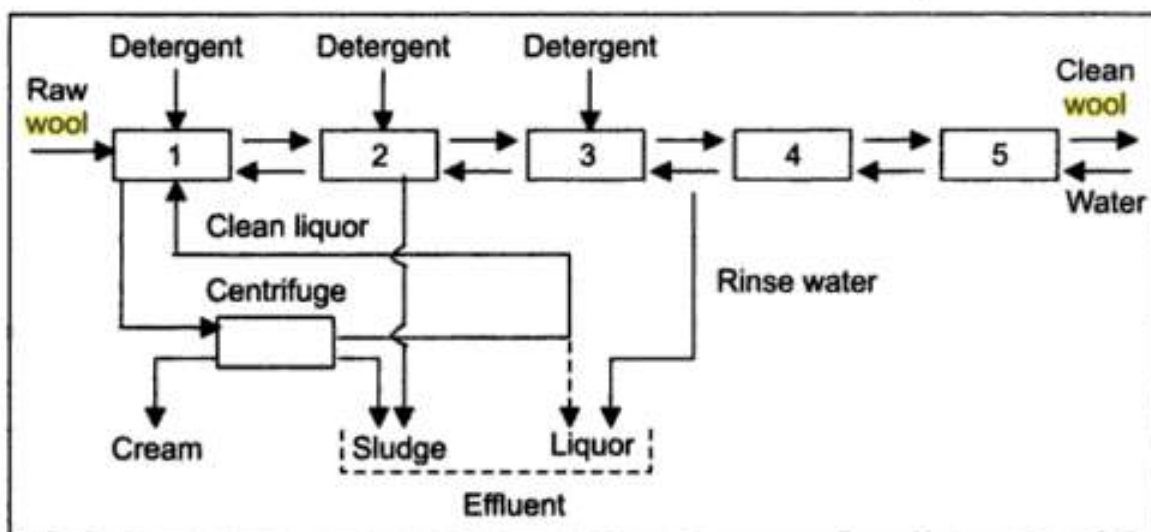 Detergent Detergent Detergent
Raw
wool
Clean
wool
1 2 3 4 5
Water
Clean liquor
Centrifuge
Rinse water
Cream
Sludge
Liquor
Effluent